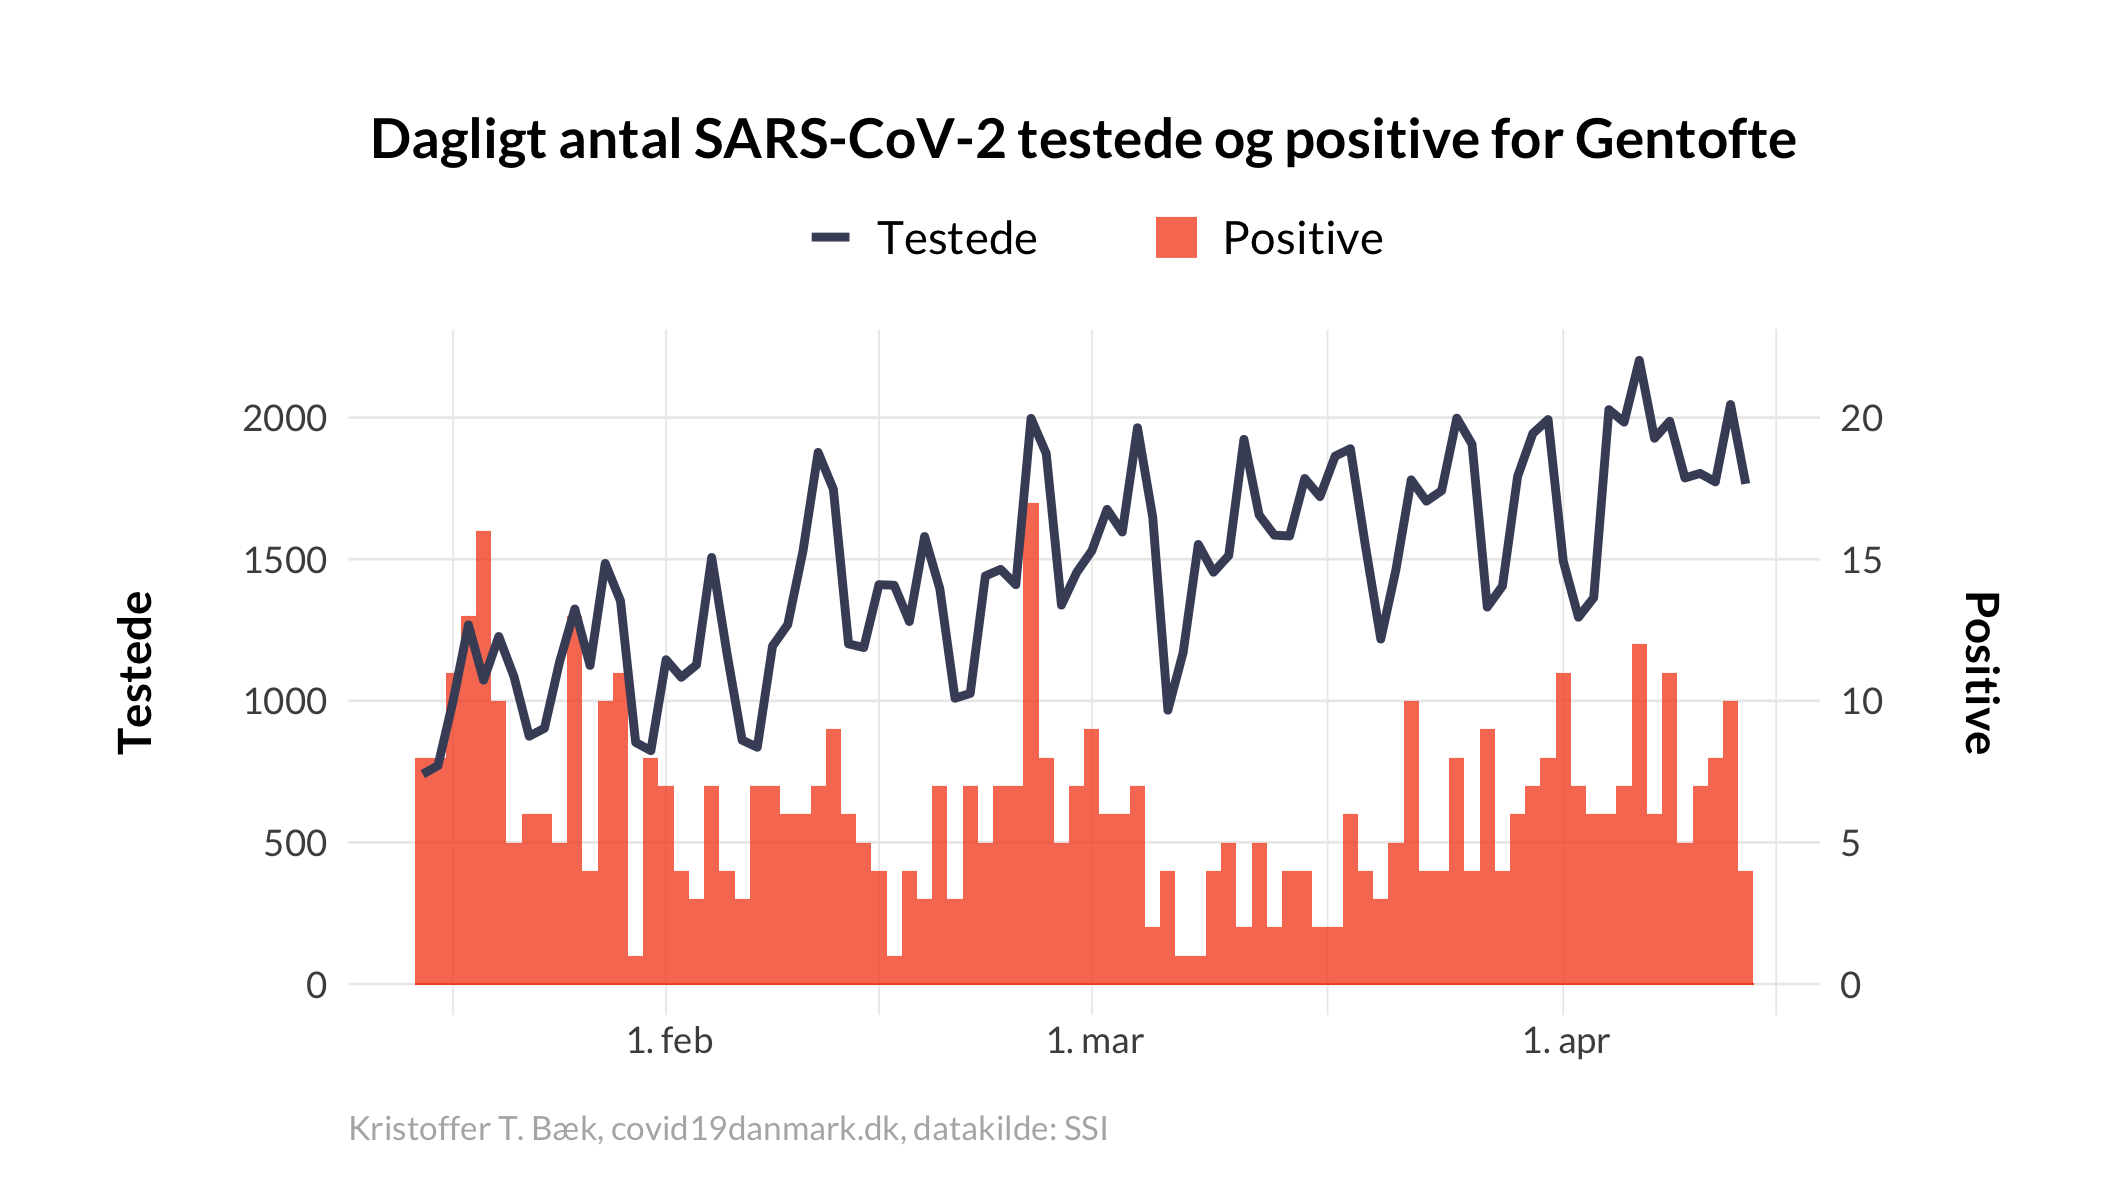 Dagligt antal SARS-CoV-2 testede og positive for Gentofte
Testede
Positive
Testede
2000
1500
1000
500
0
20
15
10
5
0
Positive
1. feb
1. mar
1. apr
Kristoffer T. Bæk, covid19danmark.dk, datakilde: SSI